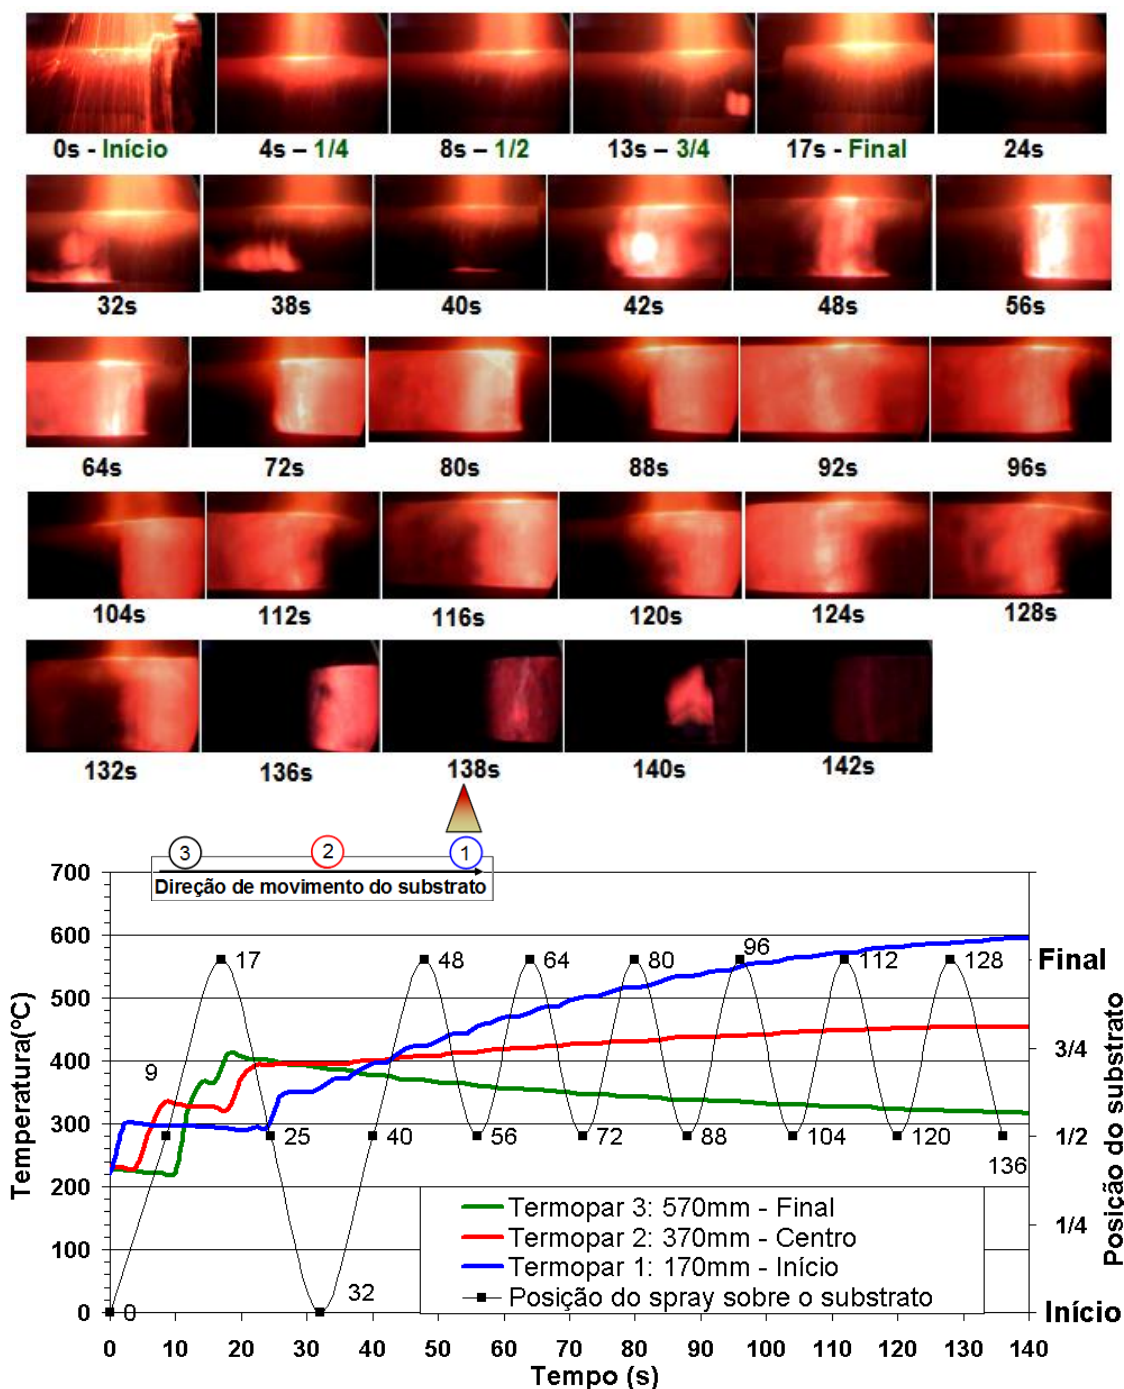 0s - Início 4s – 1/4 8s – 1/2 13s – 3/4 17s - Final 24s
32s 38s 40s 42s 48s 56s
64s 72s 80s 88s 92s 96s
104s 112s 116s 120s 124s 128s
132s 136s 138s 140s 142s
3 2 1
Direção de movimento do substrato
700
600
500
400
300
200
100
0
Temperatura(ºC)
17 48 64 80 96 112 128
9 25 40 56 72 88 104 120 136
0 32
Final
3/4
1/2
1/4
Início
Posição do substrato
Termopar 3: 570mm - Final
Termopar 2: 370mm - Centro
Termopar 1: 170mm - Início
Posição do spray sobre o substrato
0 10 20 30 40 50 60 70 80 90 100 110 120 130 140
Tempo (s)